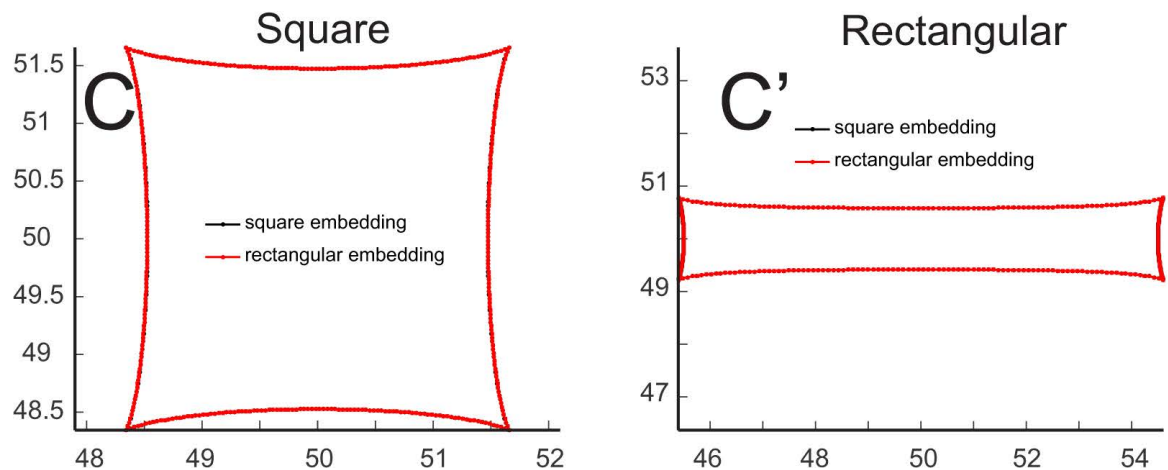 Square
C
51.5
51
50.5
50
49.5
49
48.5
square embedding
rectangular embedding
48 49 50 51 52
Rectangular
C’
53
51
49
47
square embedding
rectangular embedding
46 48 50 52 54